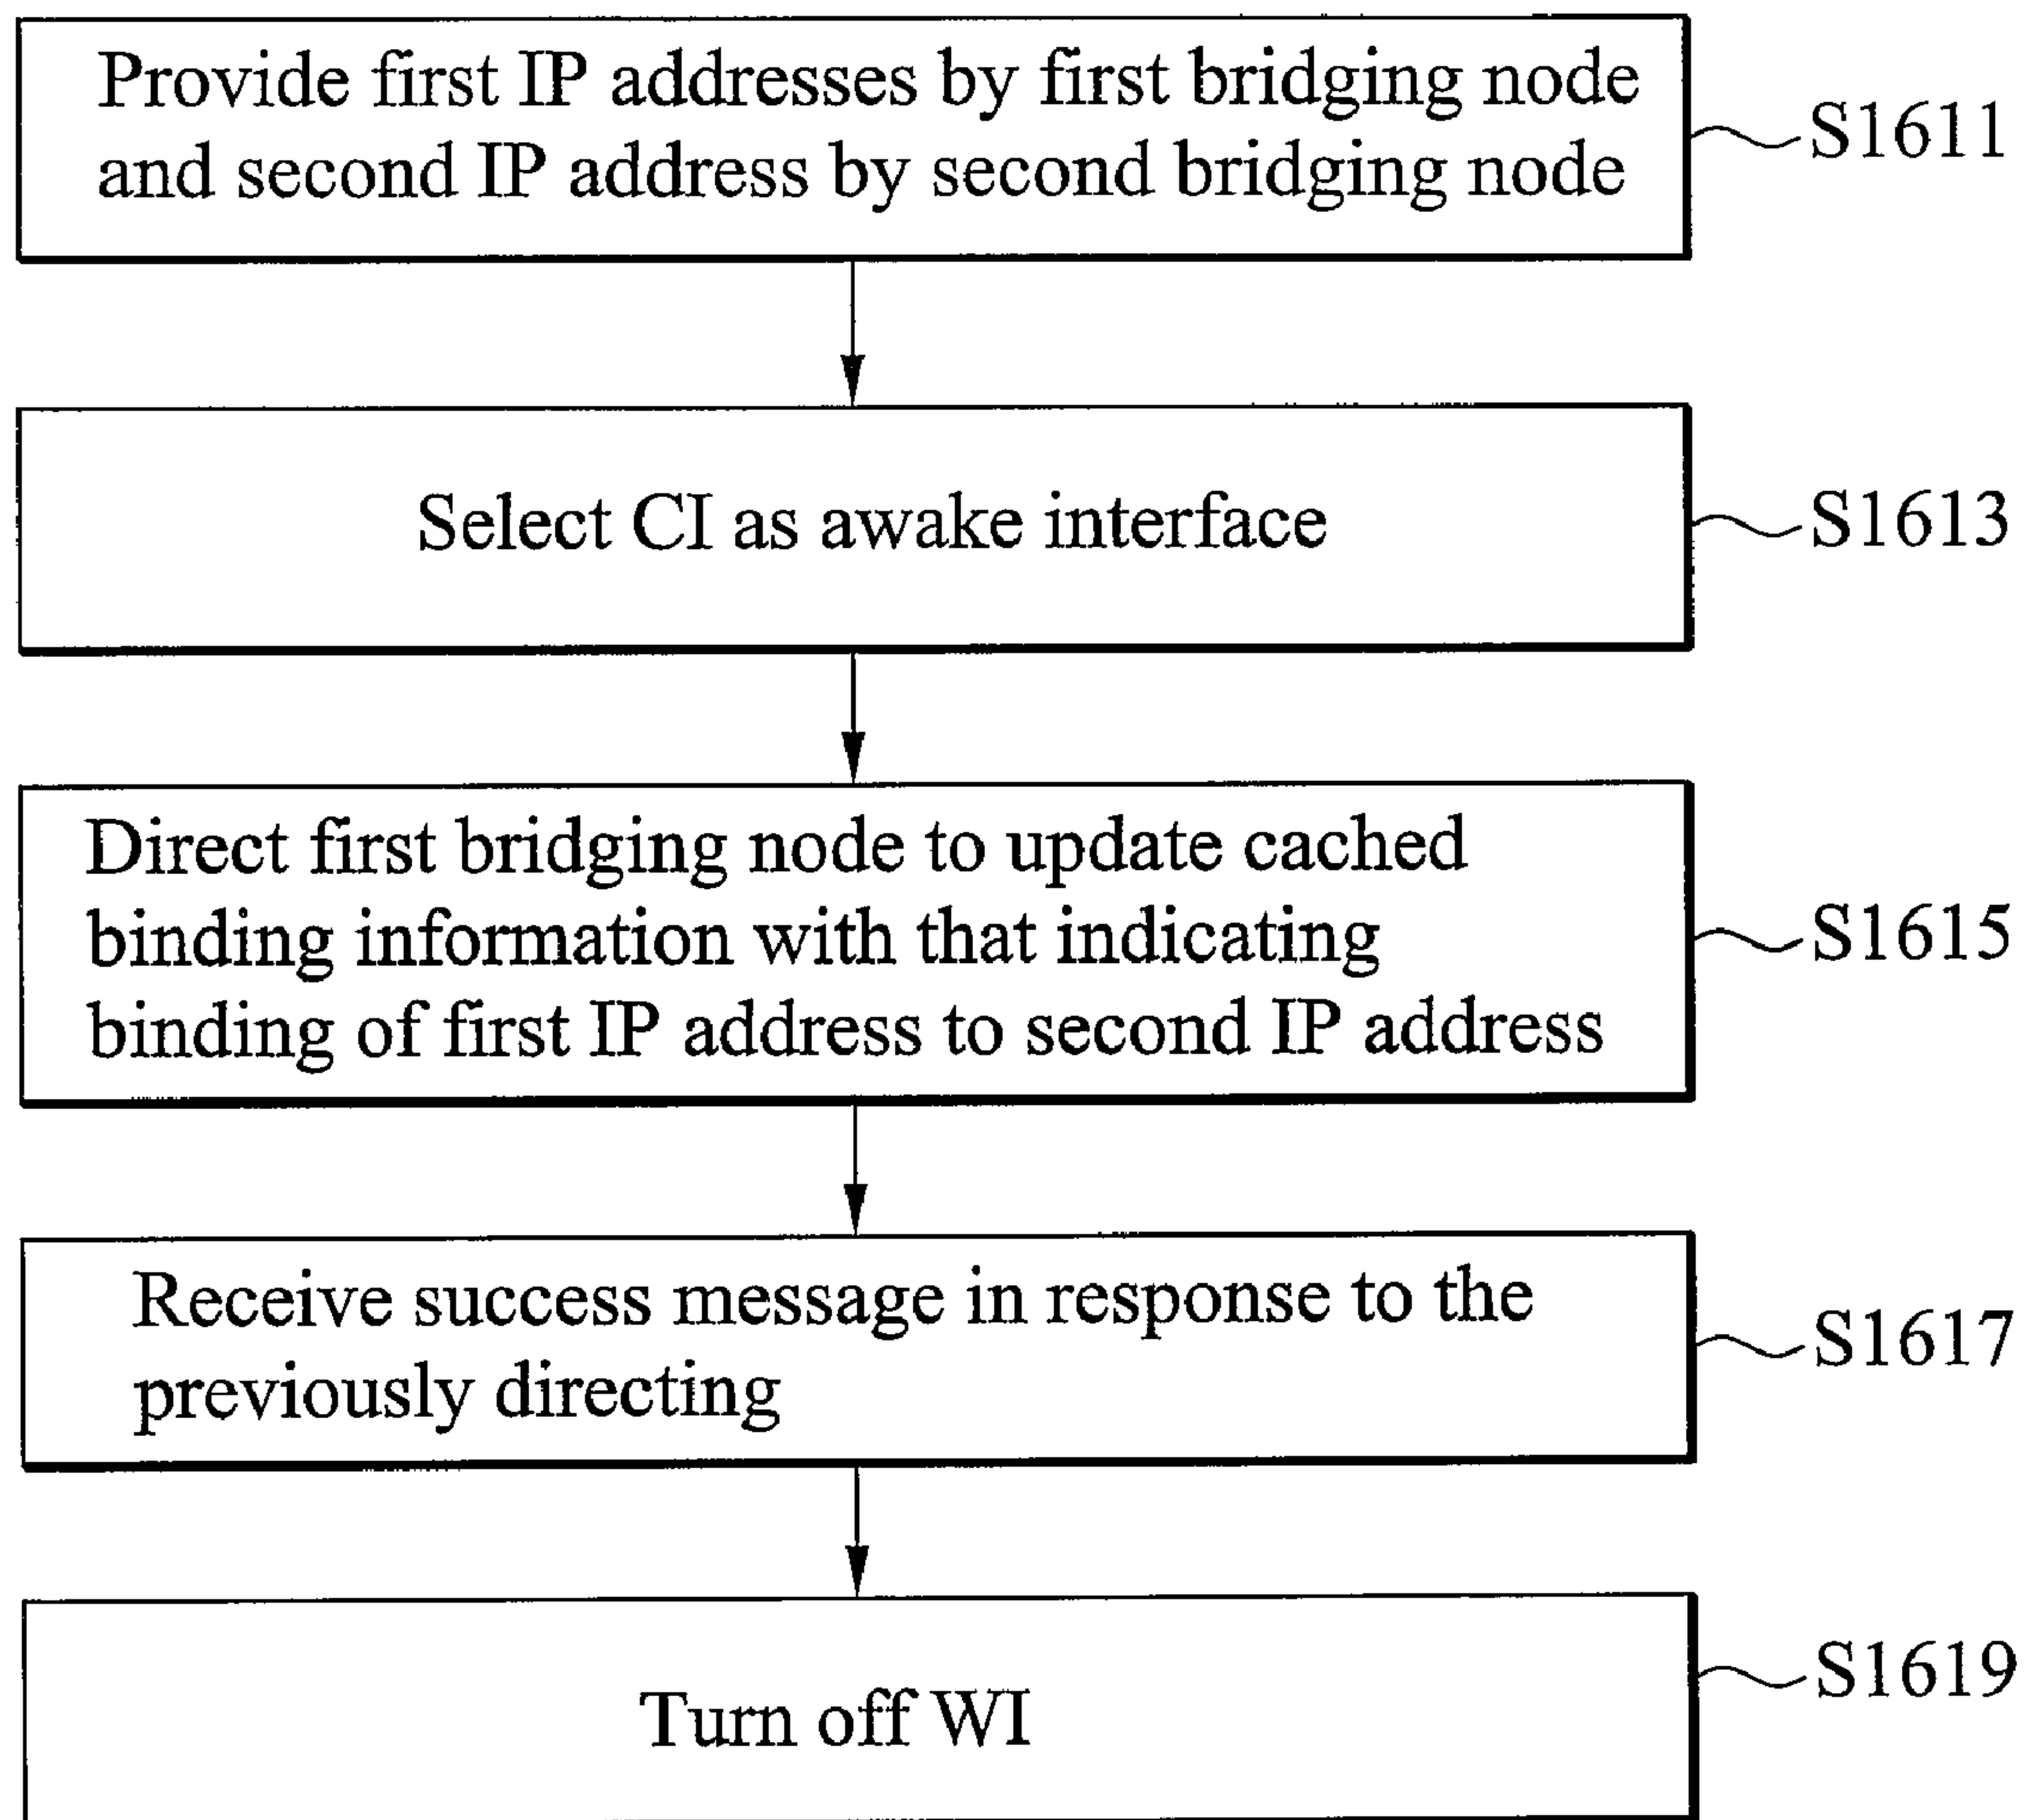 Provide first IP addresses by first bridging node
and second IP address by second bridging node
S1611
Select CI as awake interface
S1613
Direct first bridging node to update cached
binding information with that indicating
binding of first IP address to second IP address
S1615
Receive success message in response to the
previously directing
S1617
Turn off WI
S1619